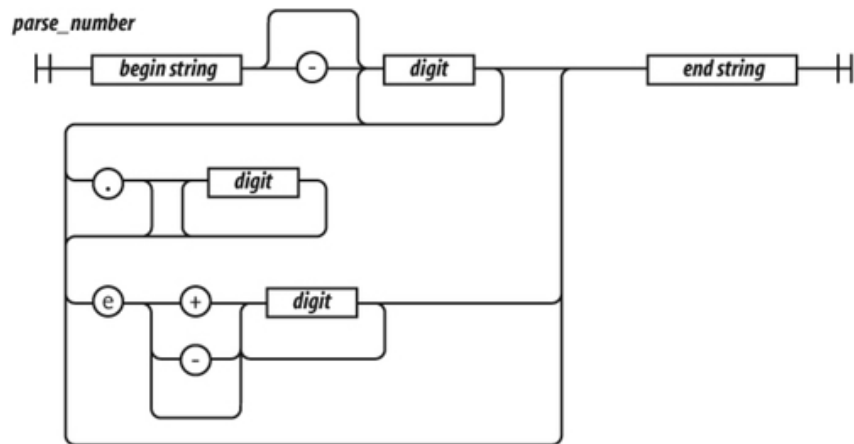 parse_number
begin string - digit end string
. digit
e + digit
-